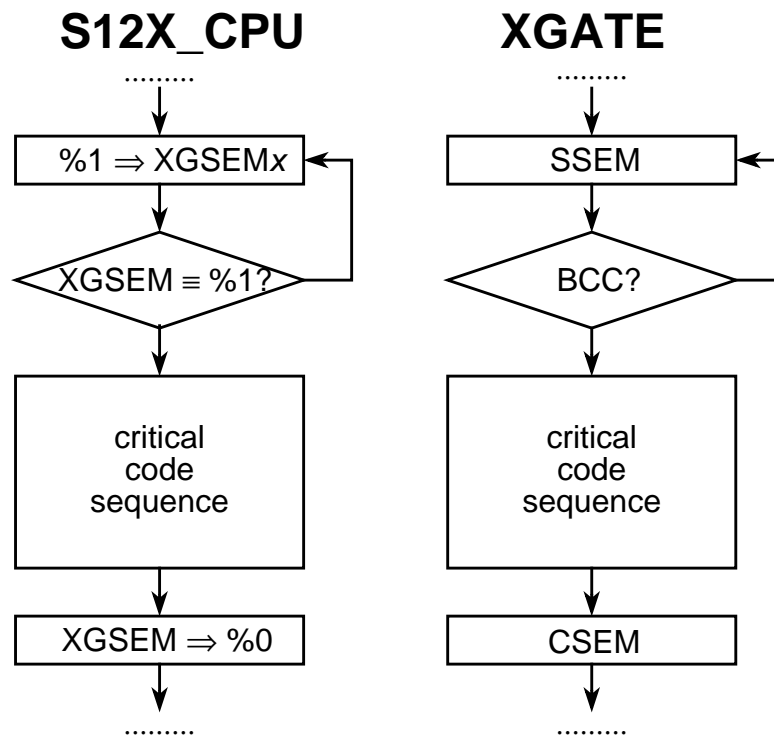 S12X_CPU
.........
%1 ⇒ XGSEMx
XGSEM ≡ %1?
critical
code
sequence
XGSEM ⇒ %0
.........
XGATE
.........
SSEM
BCC?
critical
code
sequence
CSEM
.........